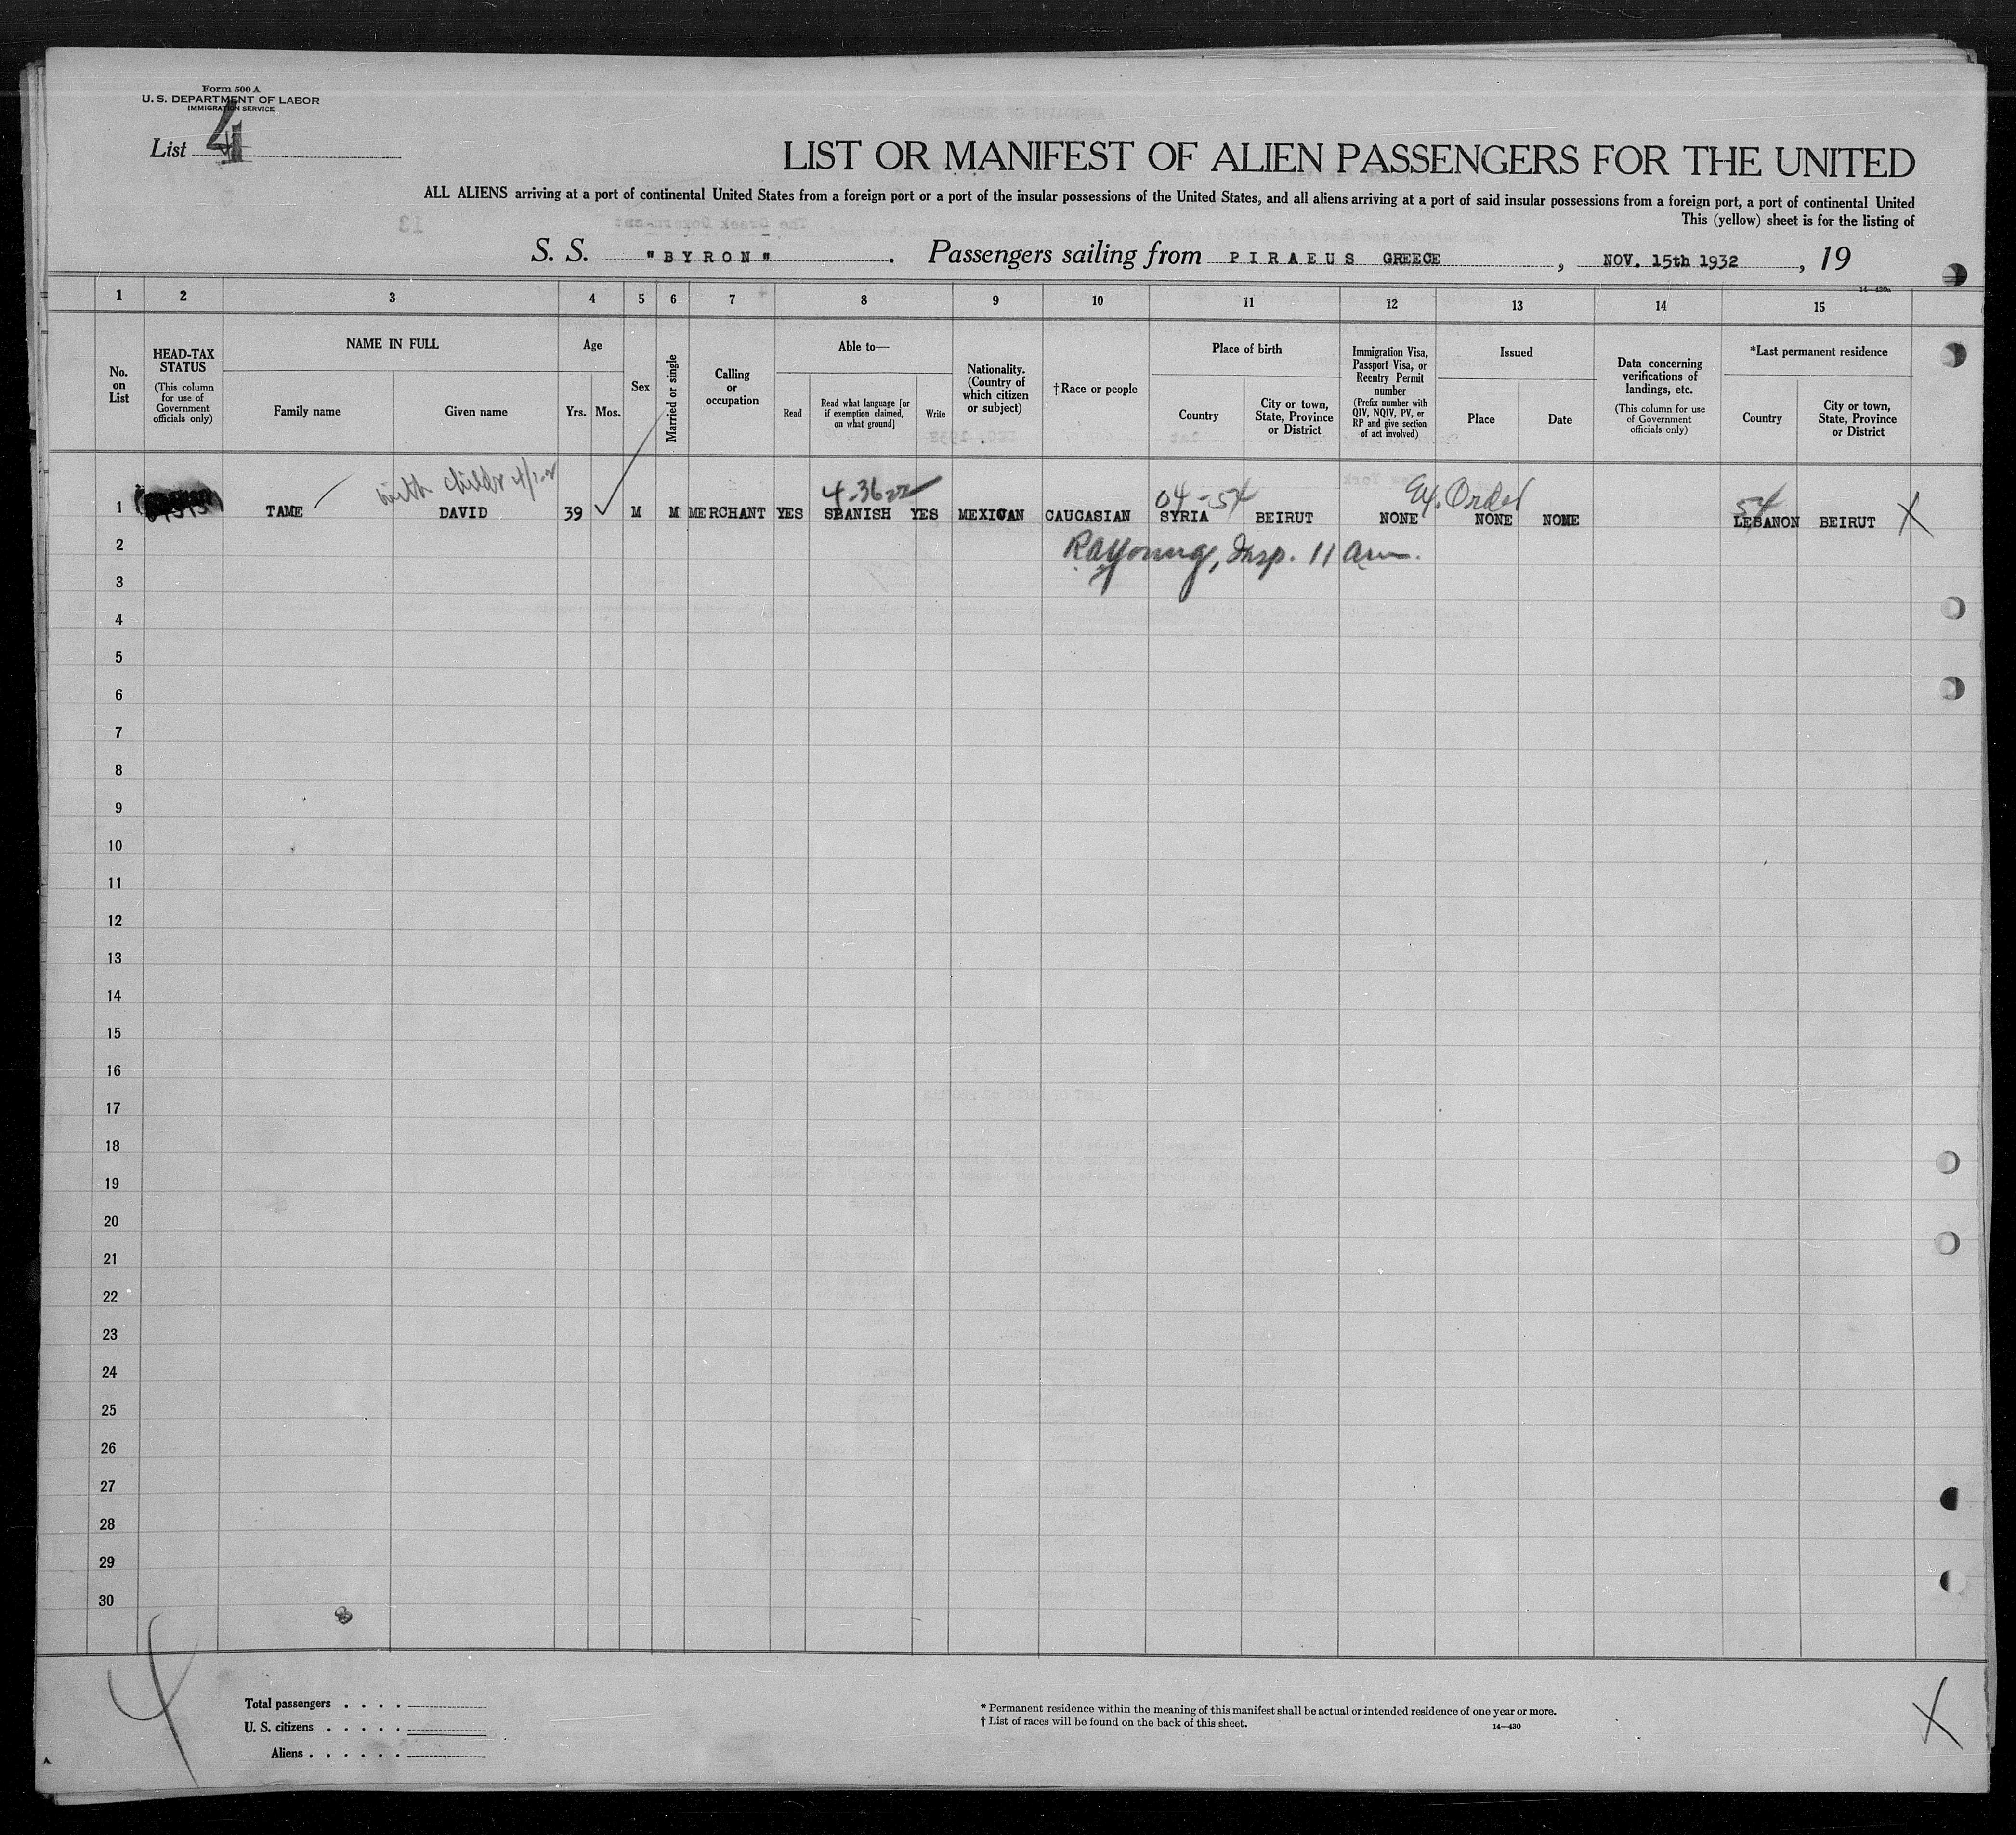 Form 500 A
U. S. DEPARTMENT OF LABOR
IMMIGRATION SERVICE
List 4
LIST OR MANIFEST OF ALIEN PASSENGERS FOR THE UNITED
ALL ALIENS arriving at a port of continental United States from a foreign port or a port of the insular possessions of the United States, and all aliens arriving at a port of said insular possessions from a foreign port, a port of continental United
This (yellow) sheet is for the listing of
S. S. "BYRON". Passengers sailing from PIRAEUS GREECE, NOV. 15th 1932, 19
14—430a
1 2 3 4 5 6 7 8 9 10 11 12 13 14 15
No. on List
HEAD-TAX STATUS
(This column for use of Government officials only)
NAME IN FULL
Family name
Given name
Age
Yrs.
Mos.
Sex
Married or single
Calling or occupation
Able to—
Read
Read what language [or if exemption claimed, on what ground]
Write
Nationality. (Country of which citizen or subject)
†Race or people
Place of birth
Country
City or town, State, Province or District
Immigration Visa, Passport Visa, or Reentry Permit number
(Prefix number with QIV, NQIV, PV, or RP and give section of act involved)
Issued
Place
Date
Data concerning verifications of landings, etc.
(This column for use of Government officials only)
*Last permanent residence
Country
City or town, State, Province or District
with
04-54
Ex. Order
54
1 TAME DAVID 39 M M MERCHANT YES SPANISH YES MEXICAN CAUCASIAN SYRIA BEIRUT NONE NONE NONE LEBANON BEIRUT X
2
RAYoung, Insp. 11 am.
3
4
5
6
7
8
9
10
11
12
13
14
15
16
17
18
19
20
21
22
23
24
25
26
27
28
29
30
4
Total passengers . . . .
U. S. citizens . . . . .
Aliens . . . . . .
* Permanent residence within the meaning of this manifest shall be actual or intended residence of one year or more.
† List of races will be found on the back of this sheet.
14—430
X